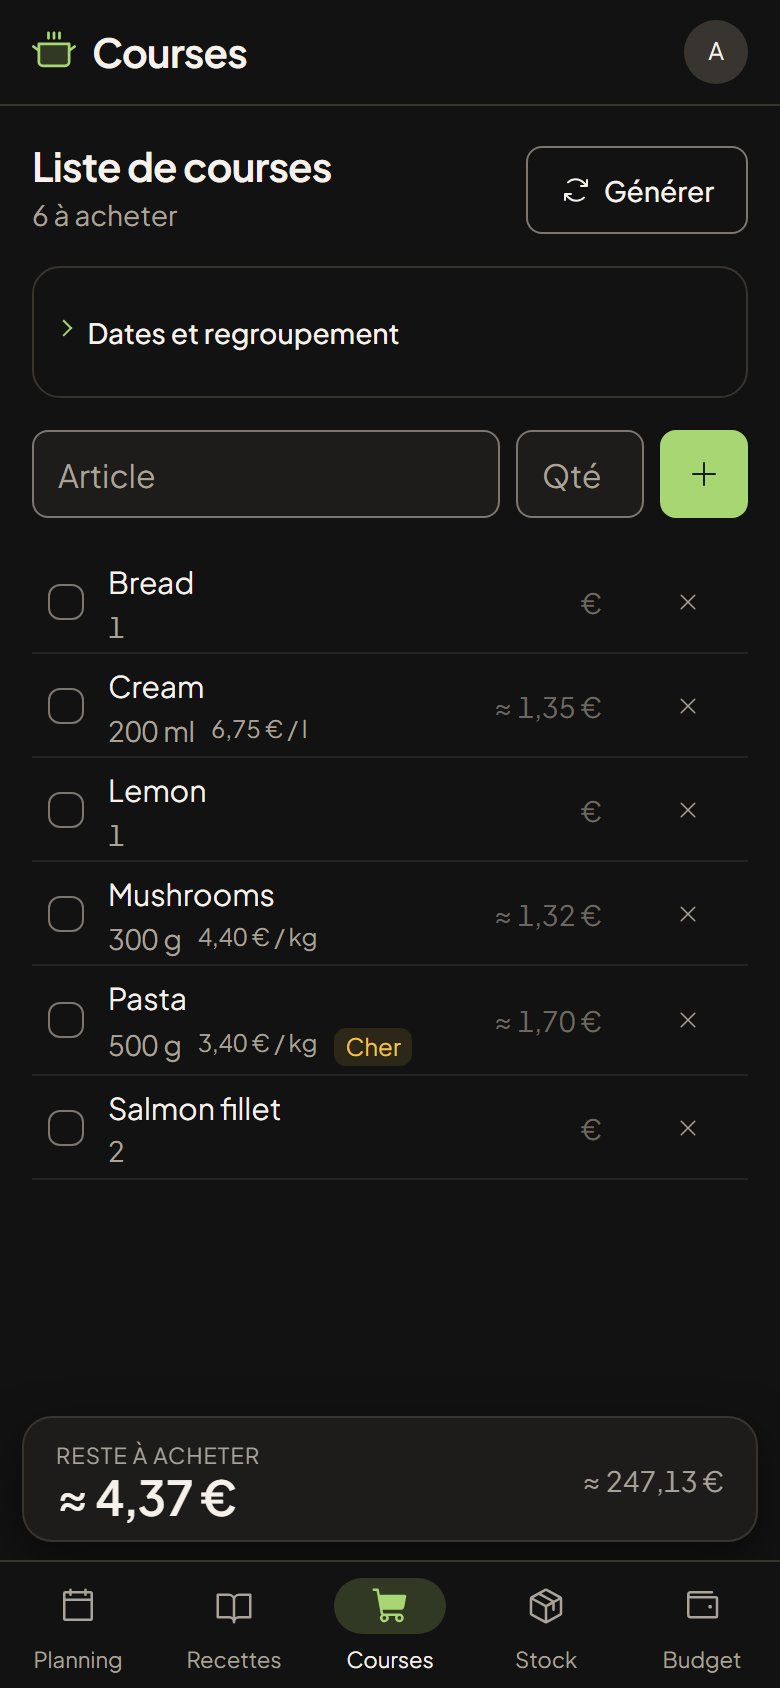 Courses
A
Liste de courses
6 à acheter
Générer
Dates et regroupement
Article
Qté
Bread
1
€
Cream
200 ml 6,75 € / l
≈ 1,35 €
Lemon
1
€
Mushrooms
300 g 4,40 € / kg
≈ 1,32 €
Pasta
500 g 3,40 € / kg Cher
≈ 1,70 €
Salmon fillet
2
€
RESTE À ACHETER
≈ 4,37 €
≈ 247,13 €
Planning
Recettes
Courses
Stock
Budget